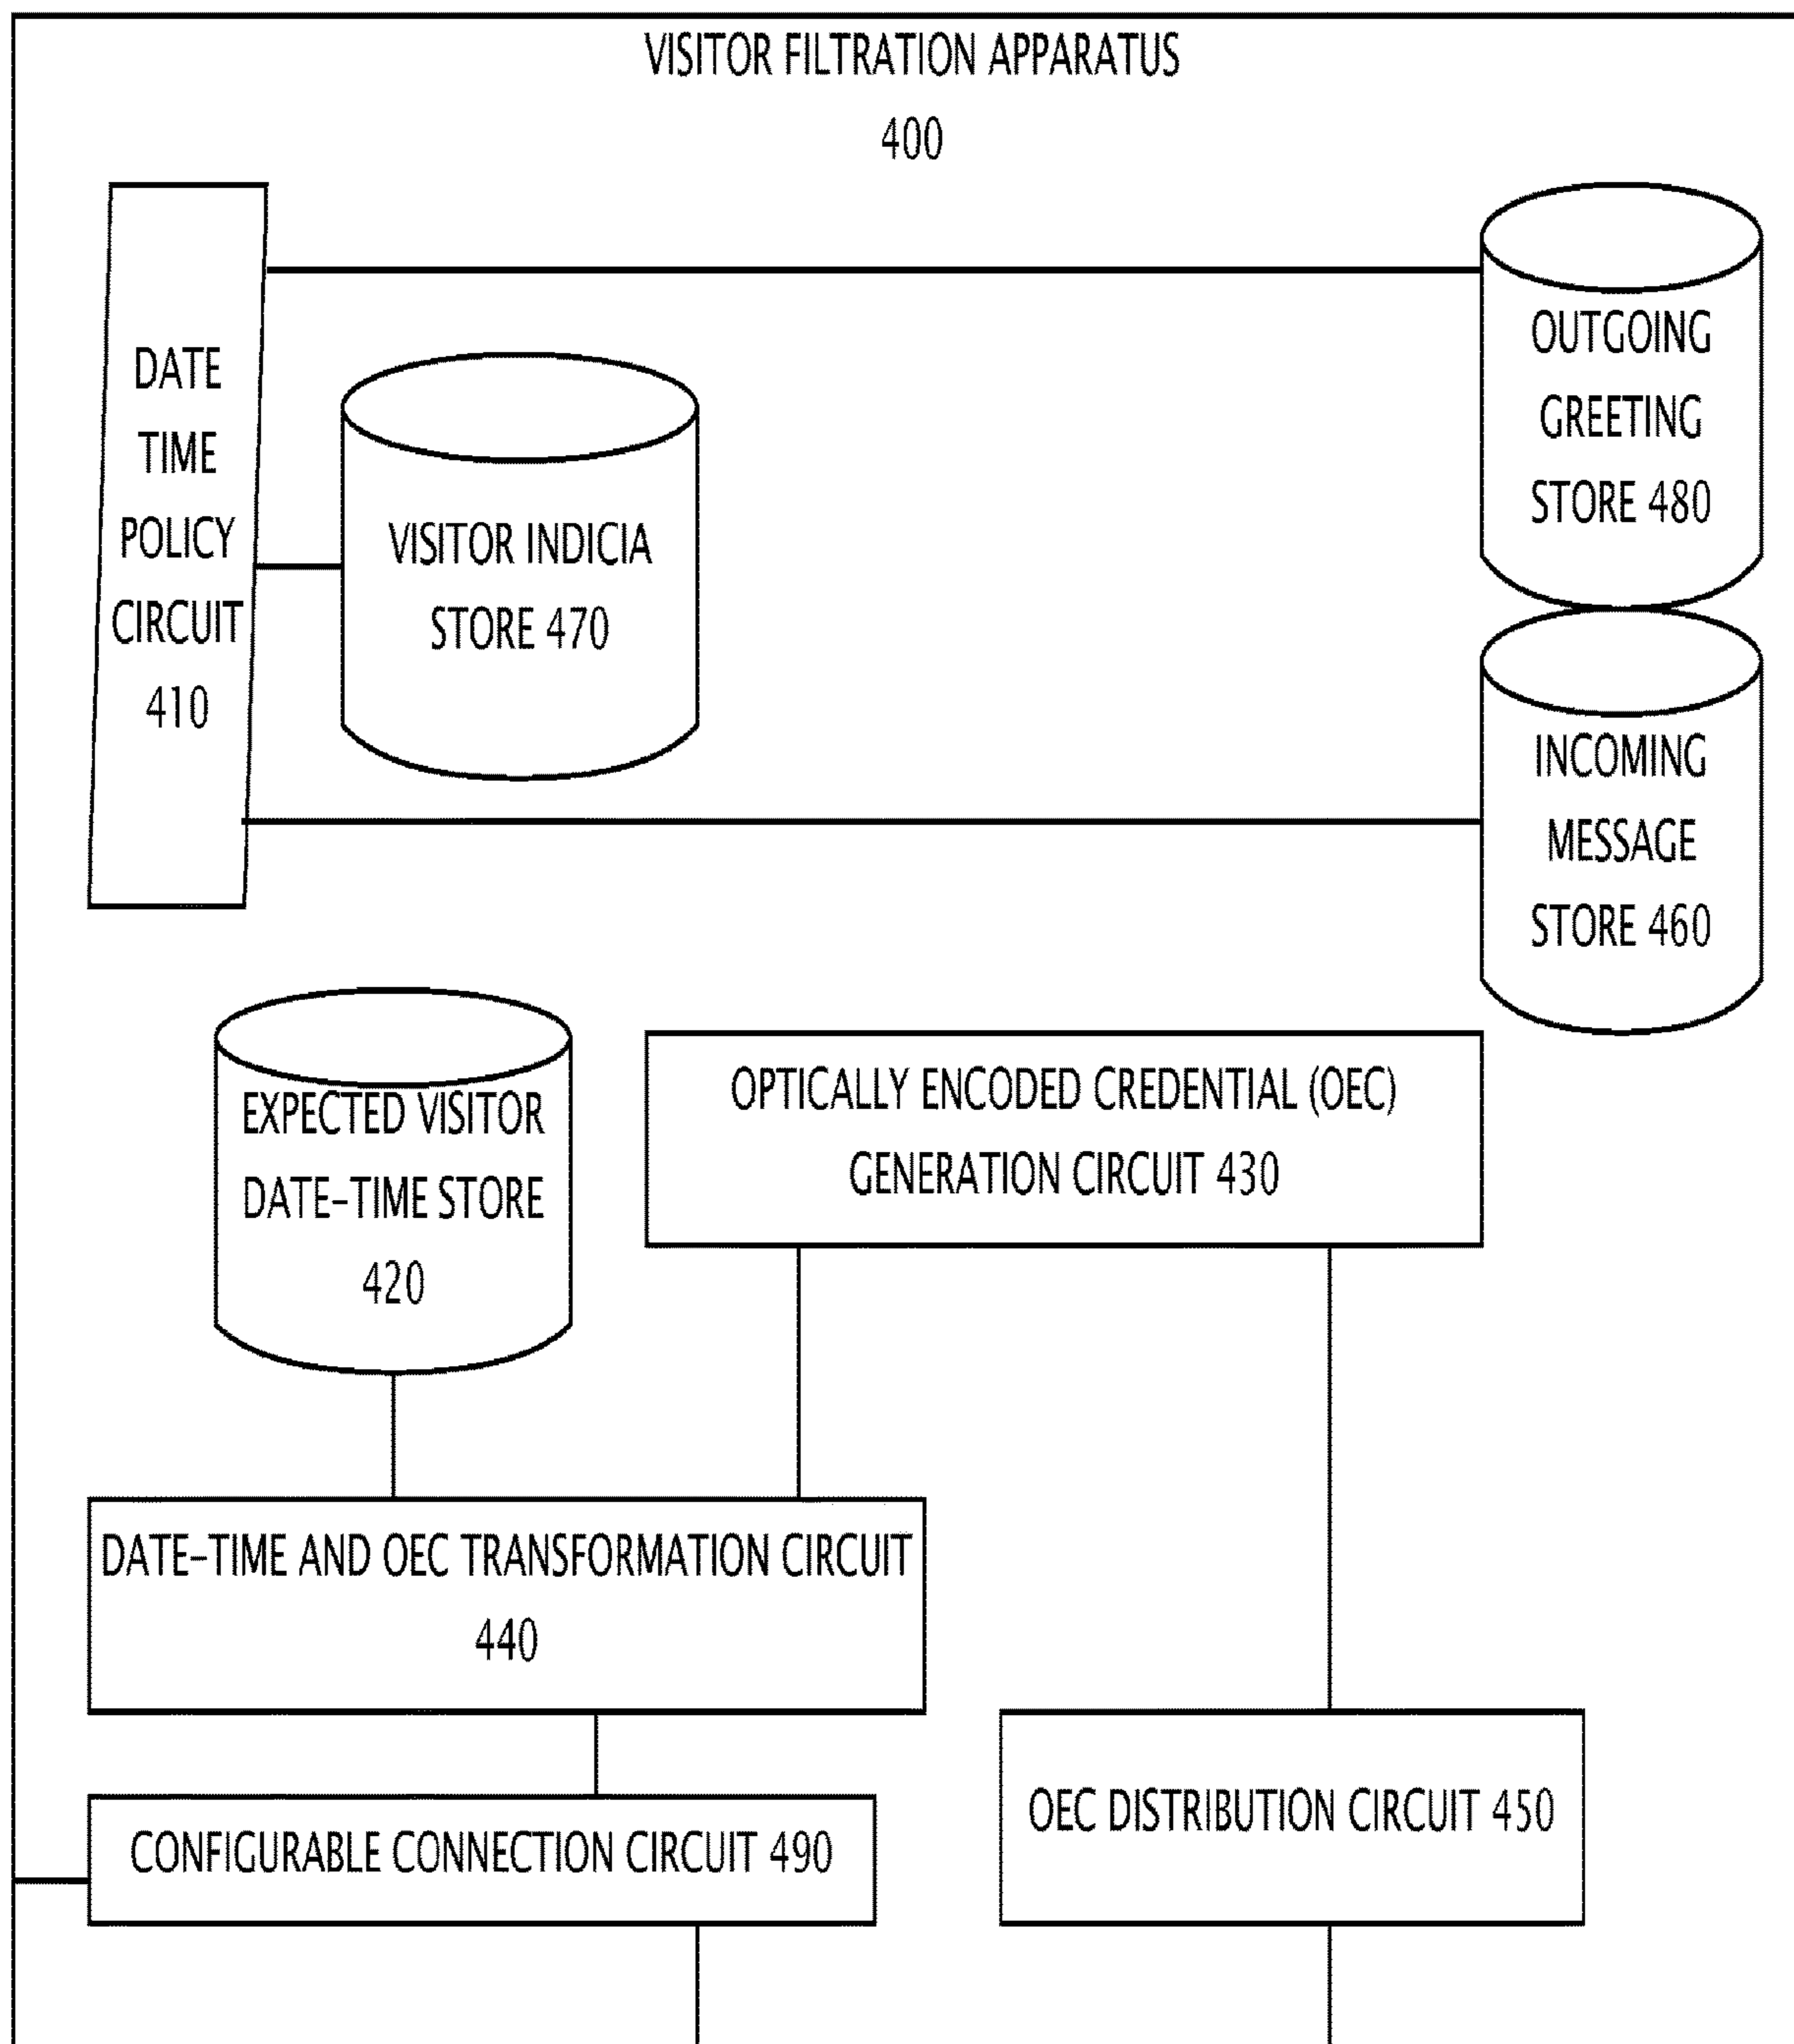 VISITOR FILTRATION APPARATUS
400
DATE
TIME
POLICY
CIRCUIT
410
VISITOR INDICIA
STORE 470
OUTGOING
GREETING
STORE 480
INCOMING
MESSAGE
STORE 460
EXPECTED VISITOR
DATE-TIME STORE
420
OPTICALLY ENCODED CREDENTIAL (OEC)
GENERATION CIRCUIT 430
DATE-TIME AND OEC TRANSFORMATION CIRCUIT
440
CONFIGURABLE CONNECTION CIRCUIT 490
OEC DISTRIBUTION CIRCUIT 450